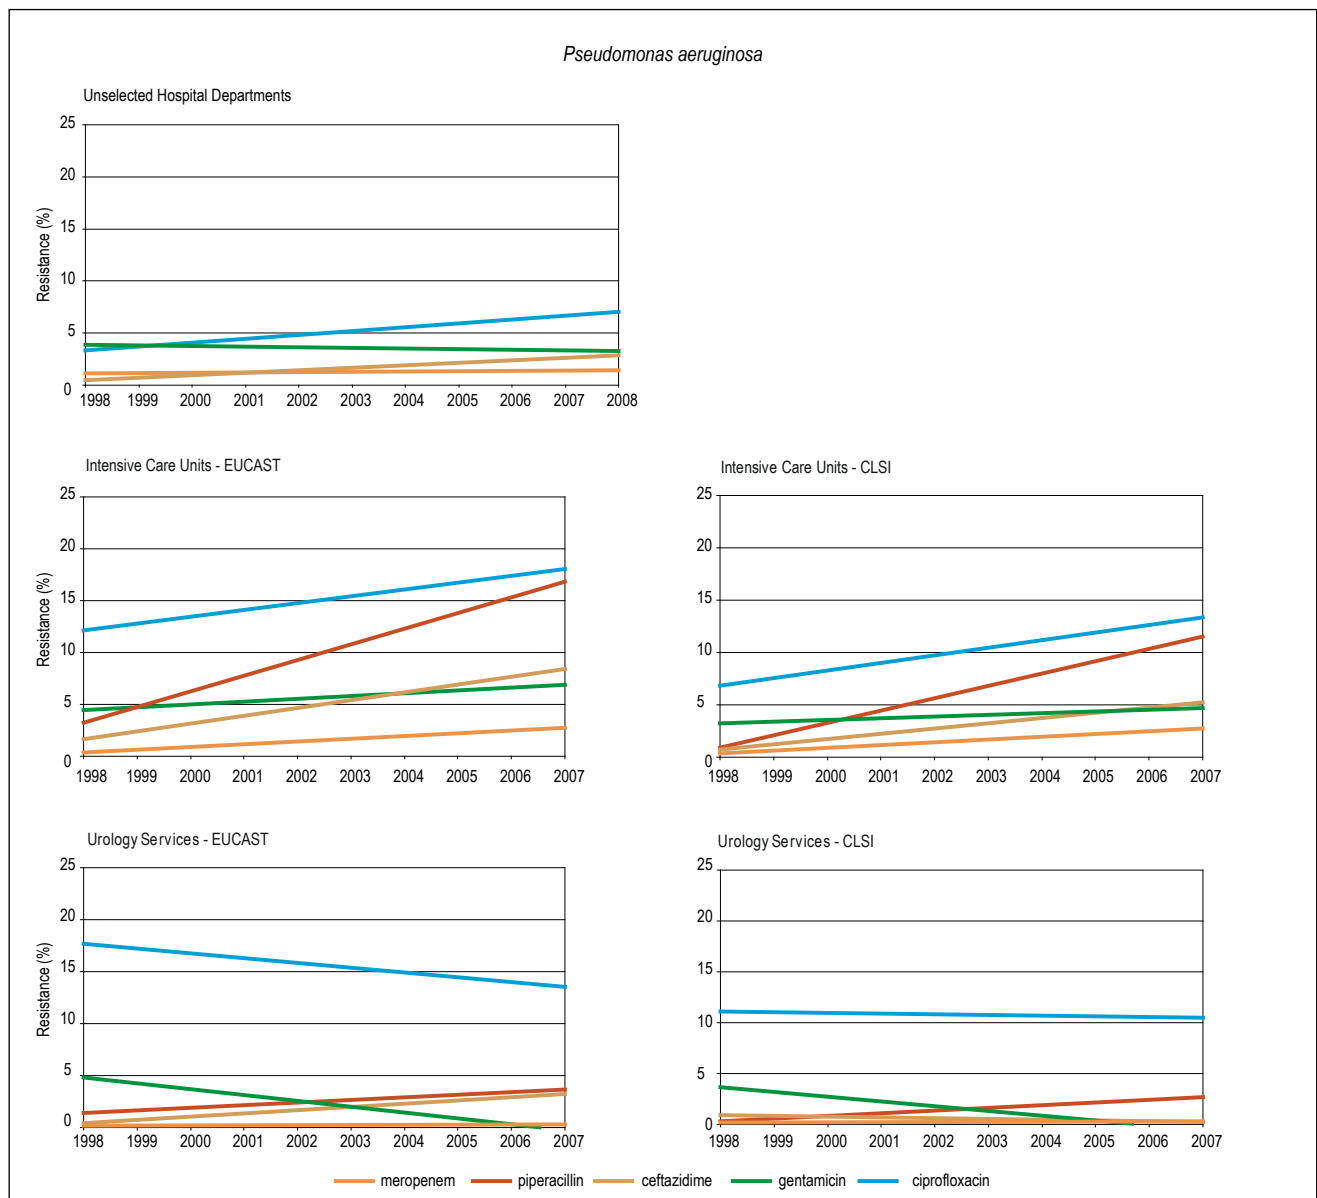 Pseudomonas aeruginosa
Unselected Hospital Departments
Resistance (%)
25
20
15
10
5
0
1998 1999 2000 2001 2002 2003 2004 2005 2006 2007 2008
Intensive Care Units - EUCAST
Resistance (%)
25
20
15
10
5
0
1998 1999 2000 2001 2002 2003 2004 2005 2006 2007
Intensive Care Units - CLSI
25
20
15
10
5
0
1998 1999 2000 2001 2002 2003 2004 2005 2006 2007
Urology Services - EUCAST
Resistance (%)
25
20
15
10
5
0
1998 1999 2000 2001 2002 2003 2004 2005 2006 2007
Urology Services - CLSI
25
20
15
10
5
0
1998 1999 2000 2001 2002 2003 2004 2005 2006 2007
meropenem piperacillin ceftazidime gentamicin ciprofloxacin